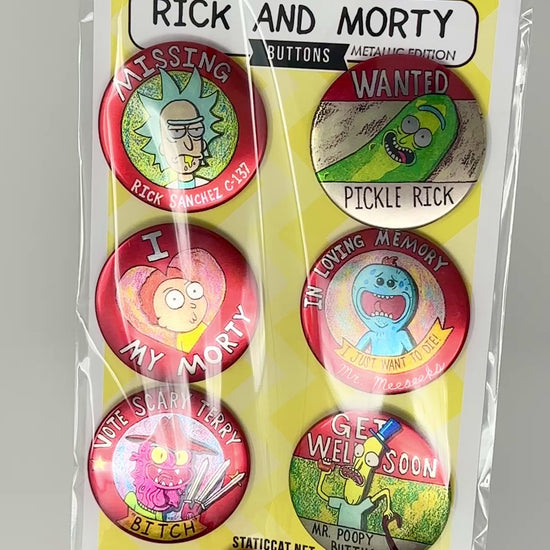 RICK AND MORTY
BUTTONS
METALLIC EDITION
MISSING
RICK SANCHEZ C-137
WANTED
PICKLE RICK
I
MY MORTY
IN LOVING MEMORY
I JUST WANT TO DIE!
Mr. Meeseeks
VOTE SCARY TERRY
BITCH
GET
WELL SOON
MR. POOPY
STATICCAT.NET